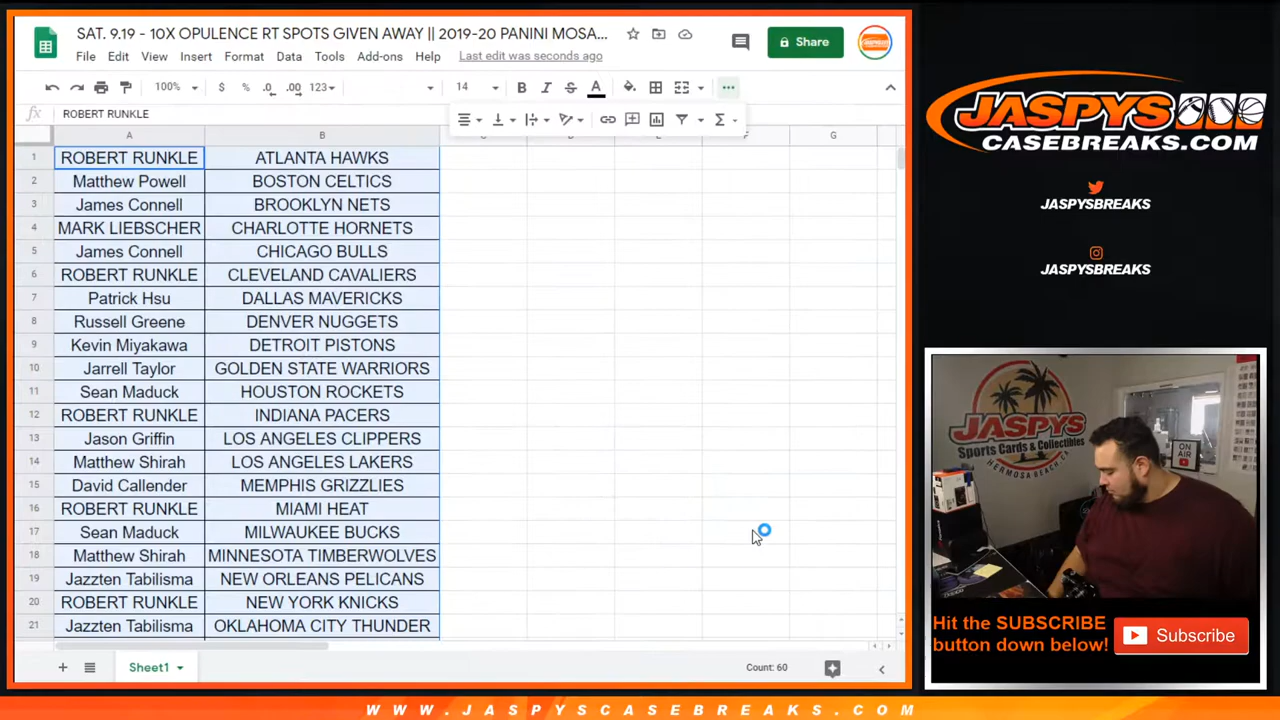 SAT. 9.19 - 10X OPULENCE RT SPOTS GIVEN AWAY || 2019-20 PANINI MOSA...
Share
File Edit View Insert Format Data Tools Add-ons Help Last edit was seconds ago
100% $ % .0 .00 123 14 B I S A
fx ROBERT RUNKLE
A B G
1 ROBERT RUNKLE ATLANTA HAWKS
2 Matthew Powell BOSTON CELTICS
3 James Connell BROOKLYN NETS
4 MARK LIEBSCHER CHARLOTTE HORNETS
5 James Connell CHICAGO BULLS
6 ROBERT RUNKLE CLEVELAND CAVALIERS
7 Patrick Hsu DALLAS MAVERICKS
8 Russell Greene DENVER NUGGETS
9 Kevin Miyakawa DETROIT PISTONS
10 Jarrell Taylor GOLDEN STATE WARRIORS
11 Sean Maduck HOUSTON ROCKETS
12 ROBERT RUNKLE INDIANA PACERS
13 Jason Griffin LOS ANGELES CLIPPERS
14 Matthew Shirah LOS ANGELES LAKERS
15 David Callender MEMPHIS GRIZZLIES
16 ROBERT RUNKLE MIAMI HEAT
17 Sean Maduck MILWAUKEE BUCKS
18 Matthew Shirah MINNESOTA TIMBERWOLVES
19 Jazzten Tabilisma NEW ORLEANS PELICANS
20 ROBERT RUNKLE NEW YORK KNICKS
21 Jazzten Tabilisma OKLAHOMA CITY THUNDER
Sheet1 Count: 60
JASPYS
CASEBREAKS.COM
JASPYSBREAKS
JASPYSBREAKS
JASPYS
Sports Cards & Collectibles
HERMOSA BEACH, CA
ON
AIR
Hit the SUBSCRIBE
button down below!
Subscribe
WWW.JASPYSCASEBREAKS.COM